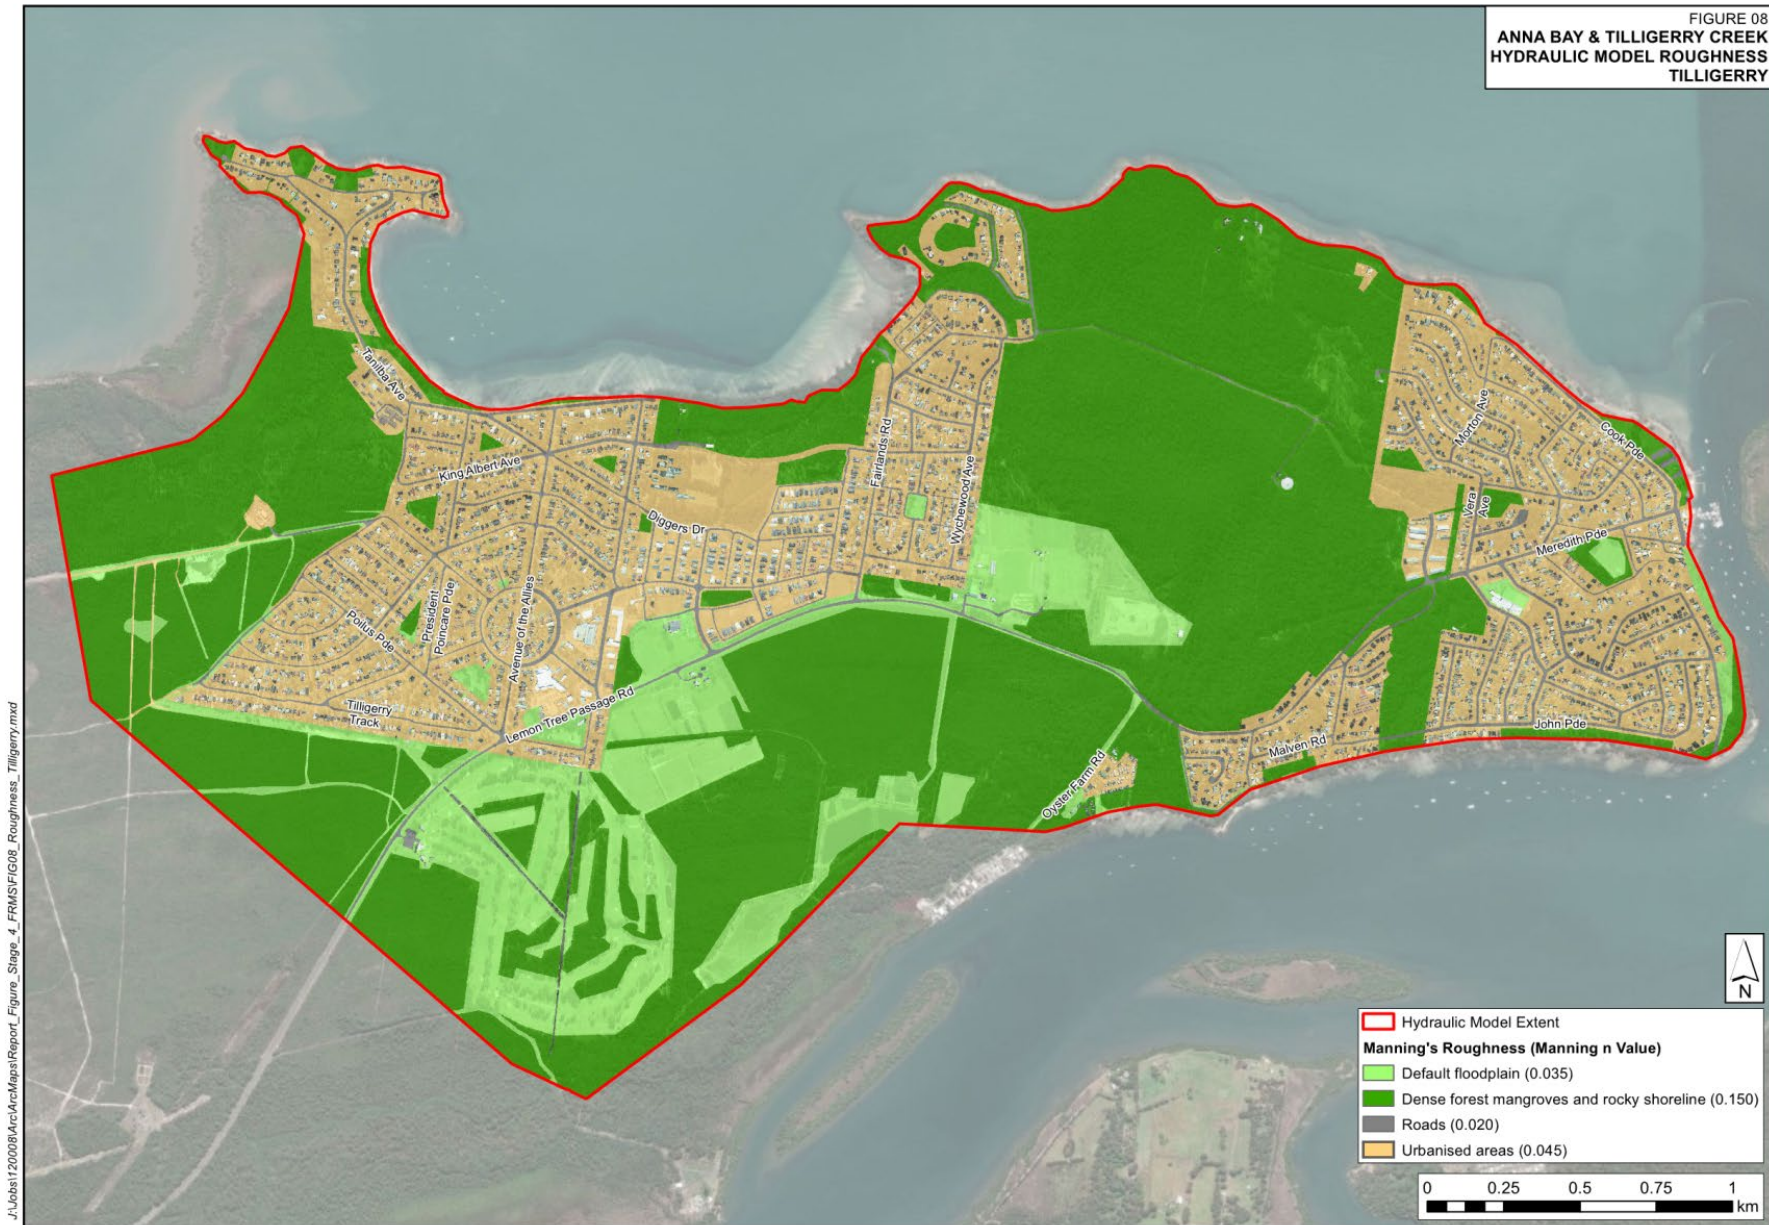 FIGURE 08
ANNA BAY & TILLIGERRY CREEK
HYDRAULIC MODEL ROUGHNESS
TILLIGERRY
Tanilba Ave
King Albert Ave
Diggers Dr
Fairlands Rd
Wychewood Ave
Morton Ave
Cook Pde
Vera
Ave
Meredith Pde
President
Poincare Pde
Poilus Pde
Avenue of the Allies
Tilligerry
Track
Lemon Tree Passage Rd
Oyster Farm Rd
Malven Rd
John Pde
N
Hydraulic Model Extent
Manning's Roughness (Manning n Value)
Default floodplain (0.035)
Dense forest mangroves and rocky shoreline (0.150)
Roads (0.020)
Urbanised areas (0.045)
0 0.25 0.5 0.75 1
km
J:\Jobs\120008\Arc\ArcMaps\Report_Figure_Stage_4_FRMS\FIG08_Roughness_Tilligerry.mxd